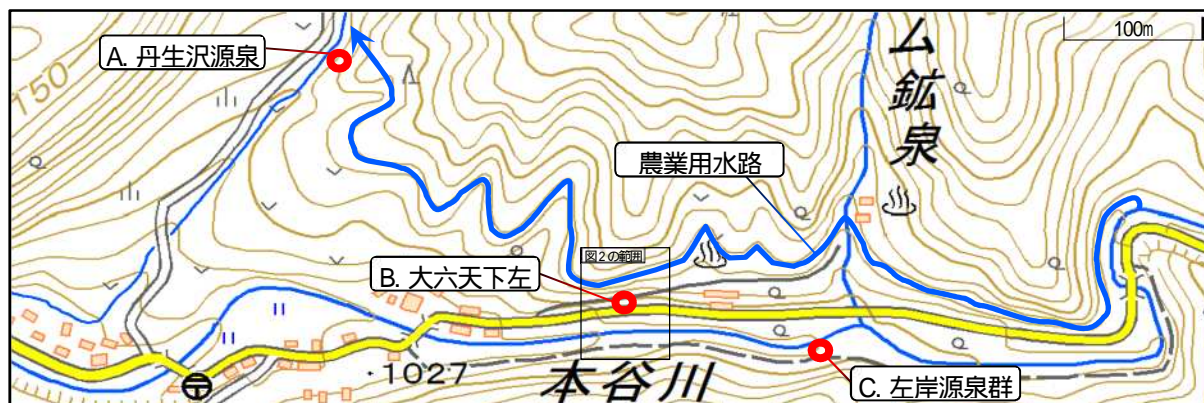 A. 丹生沢源泉
100m
150
ム鉱泉
農業用水路
図2の範囲
B. 大六天下左
・1027
本谷川
C. 左岸源泉群